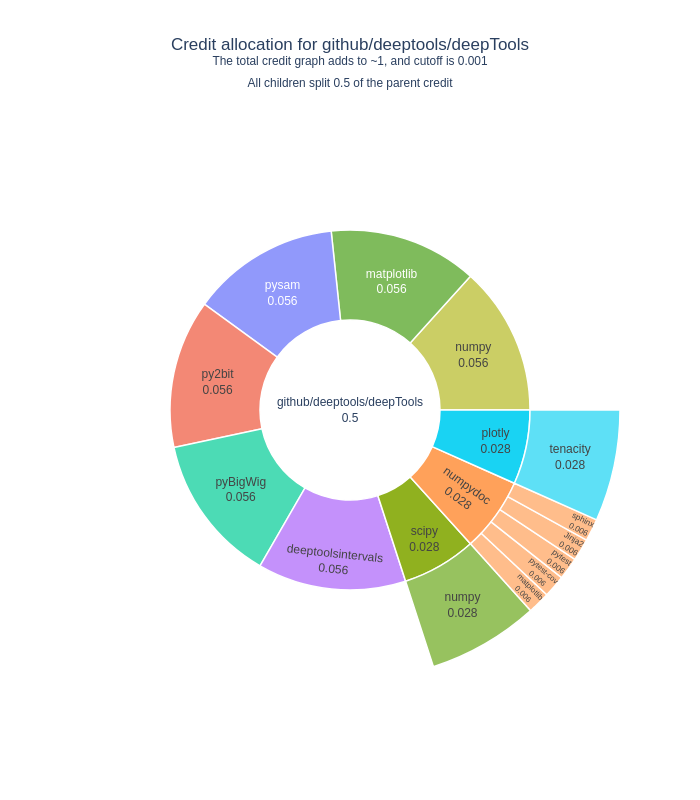 Credit allocation for github/deeptools/deepTools
The total credit graph adds to ~1, and cutoff is 0.001
All children split 0.5 of the parent credit
matplotlib
0.056
pysam
0.056
numpy
0.056
py2bit
0.056
github/deeptools/deepTools
0.5
plotly
0.028
tenacity
0.028
numpydoc
0.028
sphinx
0.006
Jinja2
0.006
pytest
0.006
pytest-cov
0.006
matplotlib
0.006
pyBigWig
0.056
scipy
0.028
deeptoolsintervals
0.056
numpy
0.028